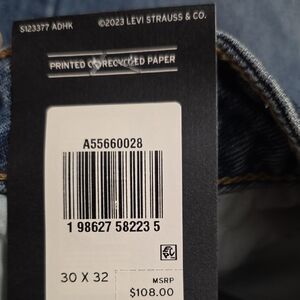 S123377 ADHK
©2023 LEVI STRAUSS & CO.
PRINTED ON RECYCLED PAPER
A55660028
1 98627 58223 5
30 X 32
MSRP
$108.00